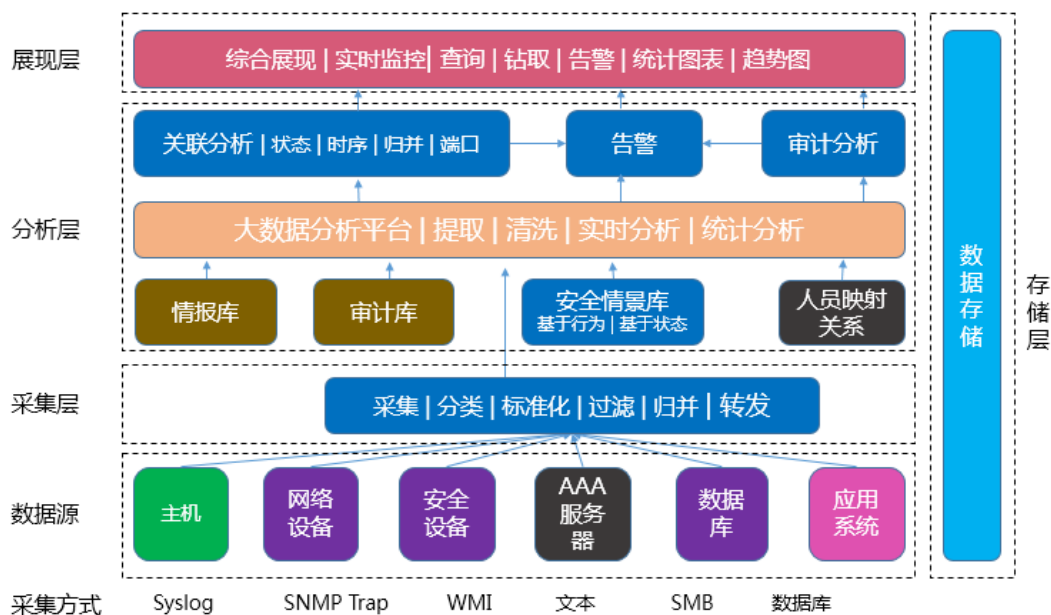 展现层
综合展现 | 实时监控| 查询 | 钻取 | 告警 | 统计图表 | 趋势图
关联分析 | 状态 | 时序 | 归并 | 端口
告警
审计分析
分析层
大数据分析平台 | 提取 | 清洗 | 实时分析 | 统计分析
情报库
审计库
安全情景库
基于行为 | 基于状态
人员映射
关系
采集层
采集 | 分类 | 标准化 | 过滤 | 归并 | 转发
数据源
主机
网络
设备
安全
设备
AAA
服务
器
数据
库
应用
系统
采集方式
Syslog
SNMP Trap
WMI
文本
SMB
数据库
数据存储
存储层